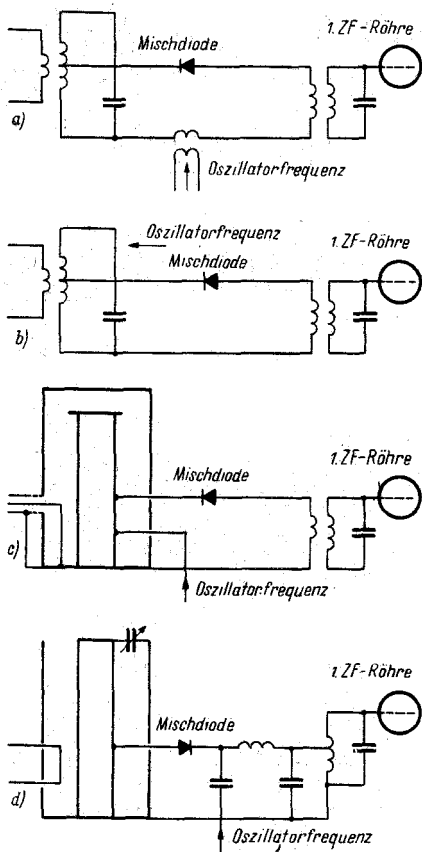 Mischdiode
1. ZF-Röhre
a)
Oszillatorfrequenz
Oszillatorfrequenz
1. ZF-Röhre
Mischdiode
b)
1. ZF-Röhre
Mischdiode
c)
Oszillatorfrequenz
1. ZF-Röhre
Mischdiode
d)
Oszillatorfrequenz